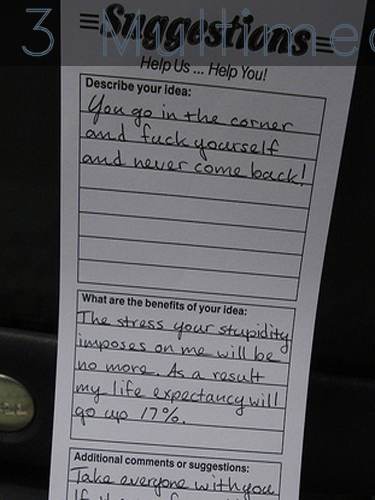 3 Multimed
Suggestions
Help Us ... Help You!
Describe your idea:
You go in the corner
and fuck yourself
and never come back!
What are the benefits of your idea:
The stress your stupidity
imposes on me will be
no more. As a result
my life expectancy will
go up 17%.
Additional comments or suggestions:
Take everyone with you